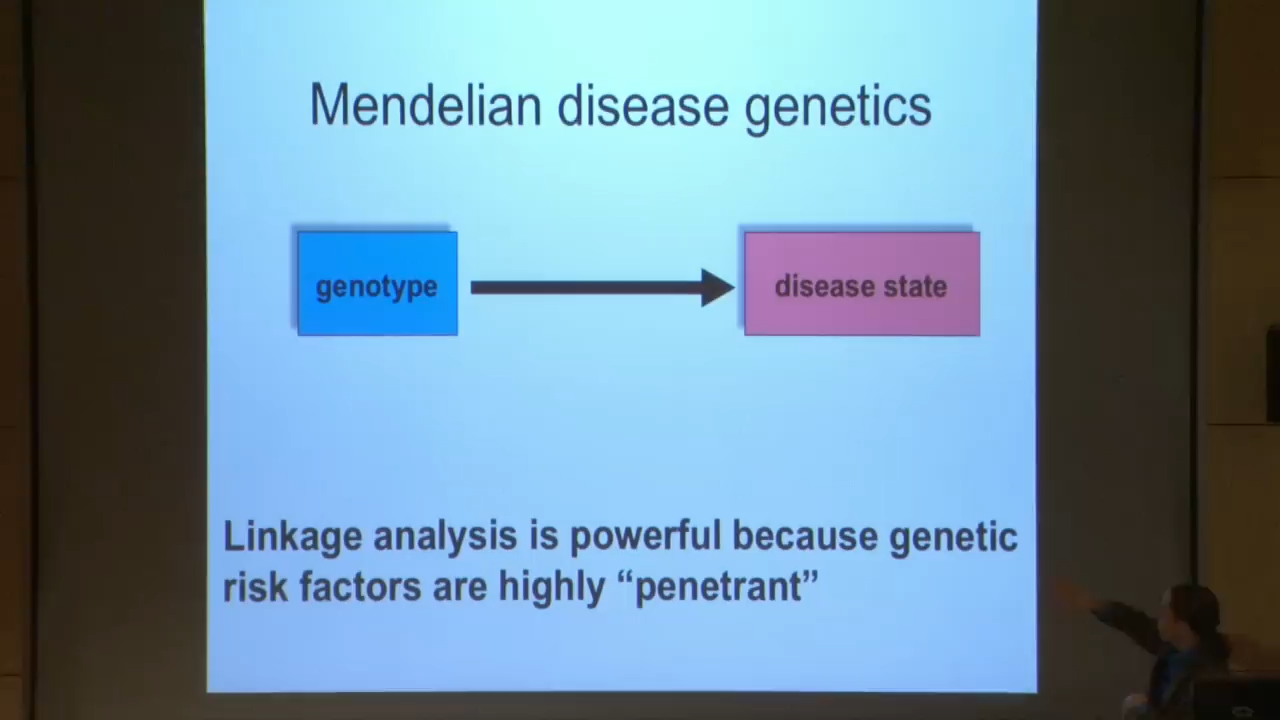 Mendelian disease genetics
genotype
disease state
Linkage analysis is powerful because genetic
risk factors are highly “penetrant”